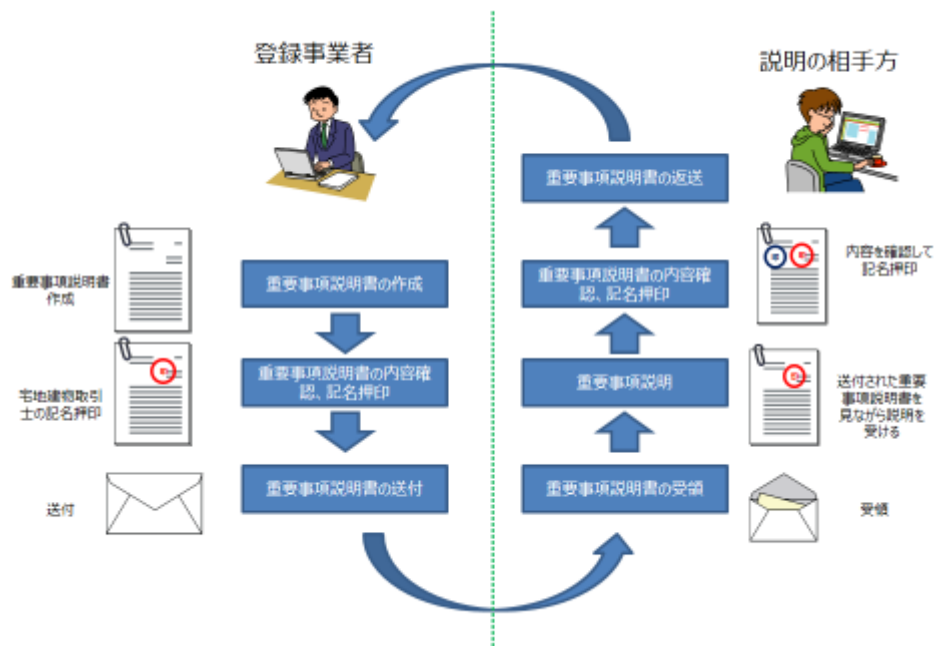 登録事業者
説明の相手方
重要事項説明書
作成
宅地建物取引
士の記名押印
送付
重要事項説明書の作成
重要事項説明書の内容確
認、記名押印
重要事項説明書の送付
重要事項説明書の返送
重要事項説明書の内容確
認、記名押印
重要事項説明
重要事項説明書の受領
内容を確認して
記名押印
送付された重要
事項説明書を
見ながら説明を
受ける
受領